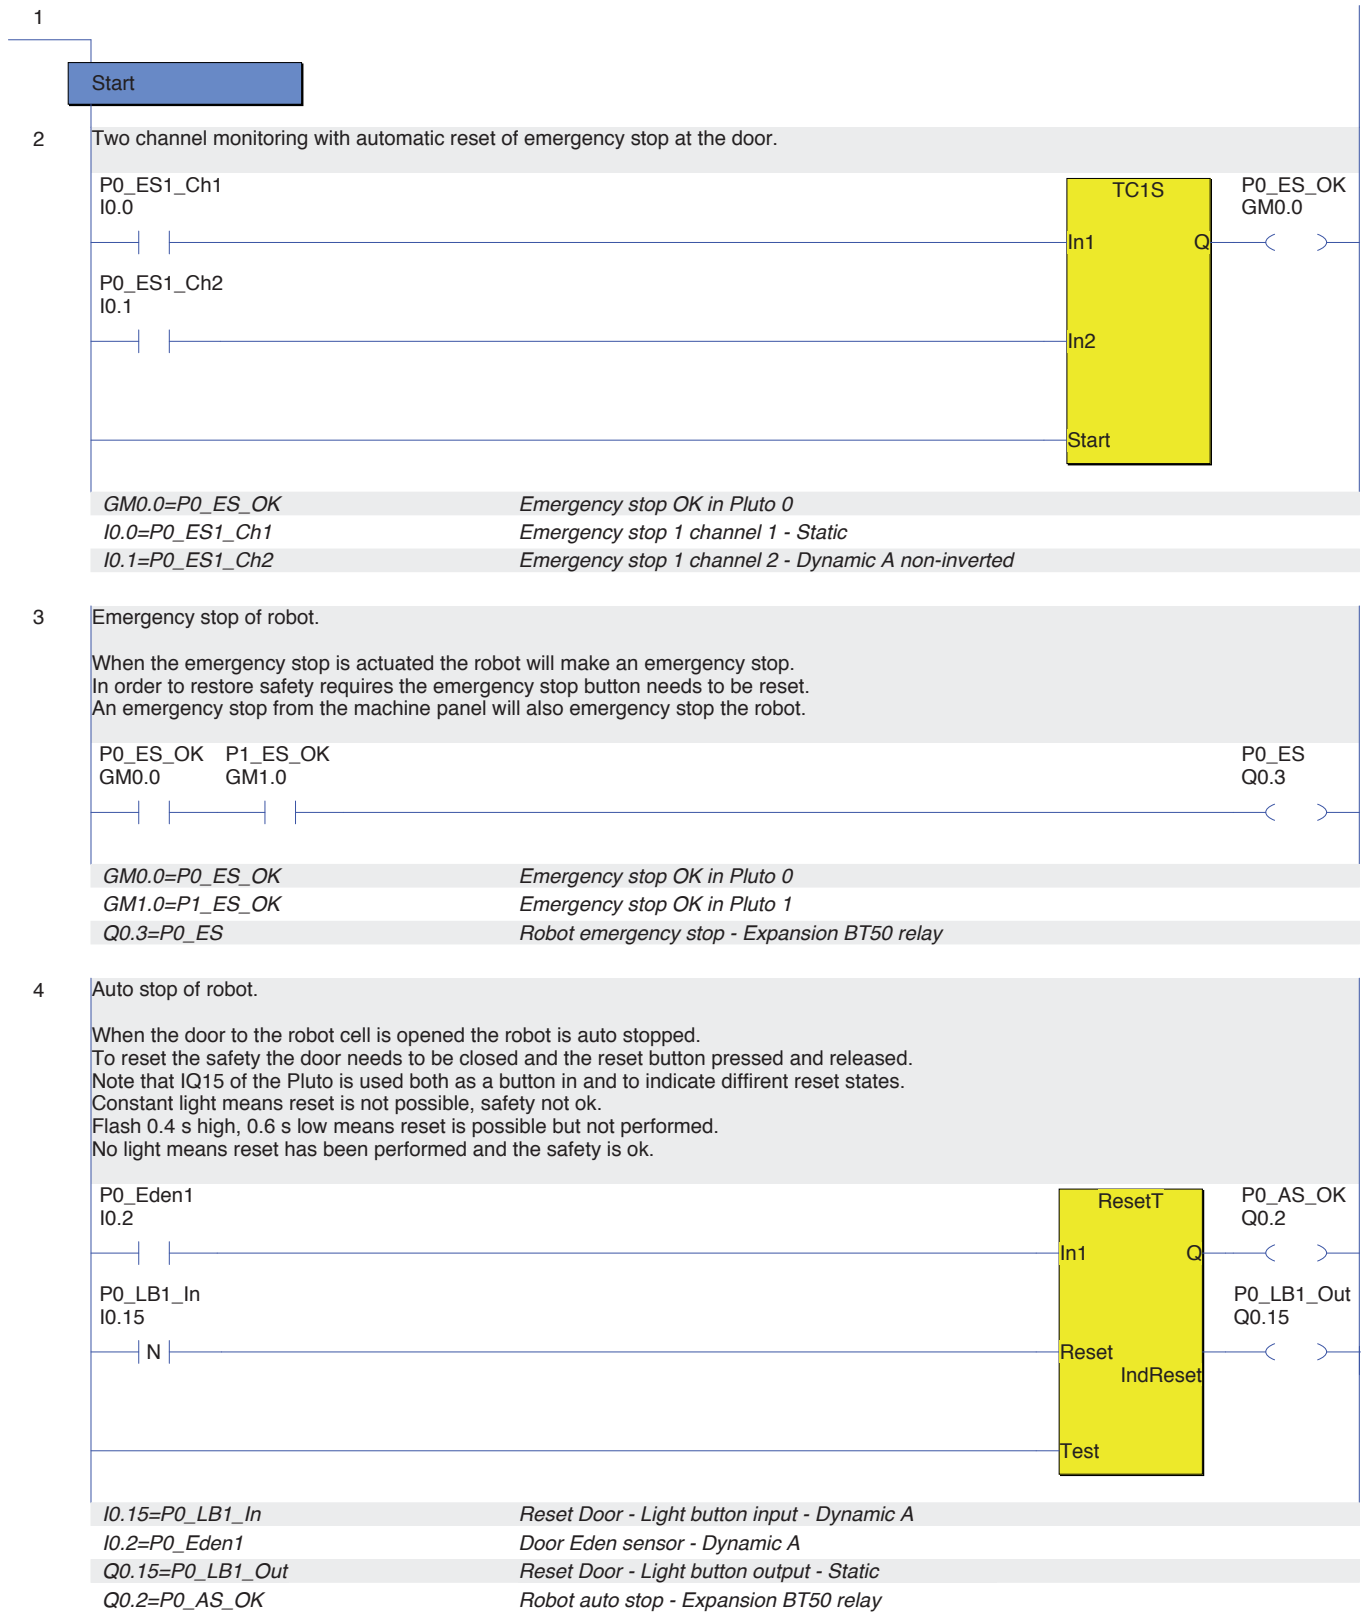 1
Start
2
Two channel monitoring with automatic reset of emergency stop at the door.
P0_ES1_Ch1
I0.0
TC1S
P0_ES_OK
GM0.0
In1
Q
P0_ES1_Ch2
I0.1
In2
Start
GM0.0=P0_ES_OK Emergency stop OK in Pluto 0
I0.0=P0_ES1_Ch1 Emergency stop 1 channel 1 - Static
I0.1=P0_ES1_Ch2 Emergency stop 1 channel 2 - Dynamic A non-inverted
3
Emergency stop of robot.
When the emergency stop is actuated the robot will make an emergency stop.
In order to restore safety requires the emergency stop button needs to be reset.
An emergency stop from the machine panel will also emergency stop the robot.
P0_ES_OK P1_ES_OK P0_ES
GM0.0 GM1.0 Q0.3
GM0.0=P0_ES_OK Emergency stop OK in Pluto 0
GM1.0=P1_ES_OK Emergency stop OK in Pluto 1
Q0.3=P0_ES Robot emergency stop - Expansion BT50 relay
4
Auto stop of robot.
When the door to the robot cell is opened the robot is auto stopped.
To reset the safety the door needs to be closed and the reset button pressed and released.
Note that IQ15 of the Pluto is used both as a button in and to indicate diffirent reset states.
Constant light means reset is not possible, safety not ok.
Flash 0.4 s high, 0.6 s low means reset is possible but not performed.
No light means reset has been performed and the safety is ok.
P0_Eden1
I0.2
ResetT
P0_AS_OK
Q0.2
In1
Q
P0_LB1_In
I0.15
P0_LB1_Out
Q0.15
N
Reset
IndReset
Test
I0.15=P0_LB1_In Reset Door - Light button input - Dynamic A
I0.2=P0_Eden1 Door Eden sensor - Dynamic A
Q0.15=P0_LB1_Out Reset Door - Light button output - Static
Q0.2=P0_AS_OK Robot auto stop - Expansion BT50 relay